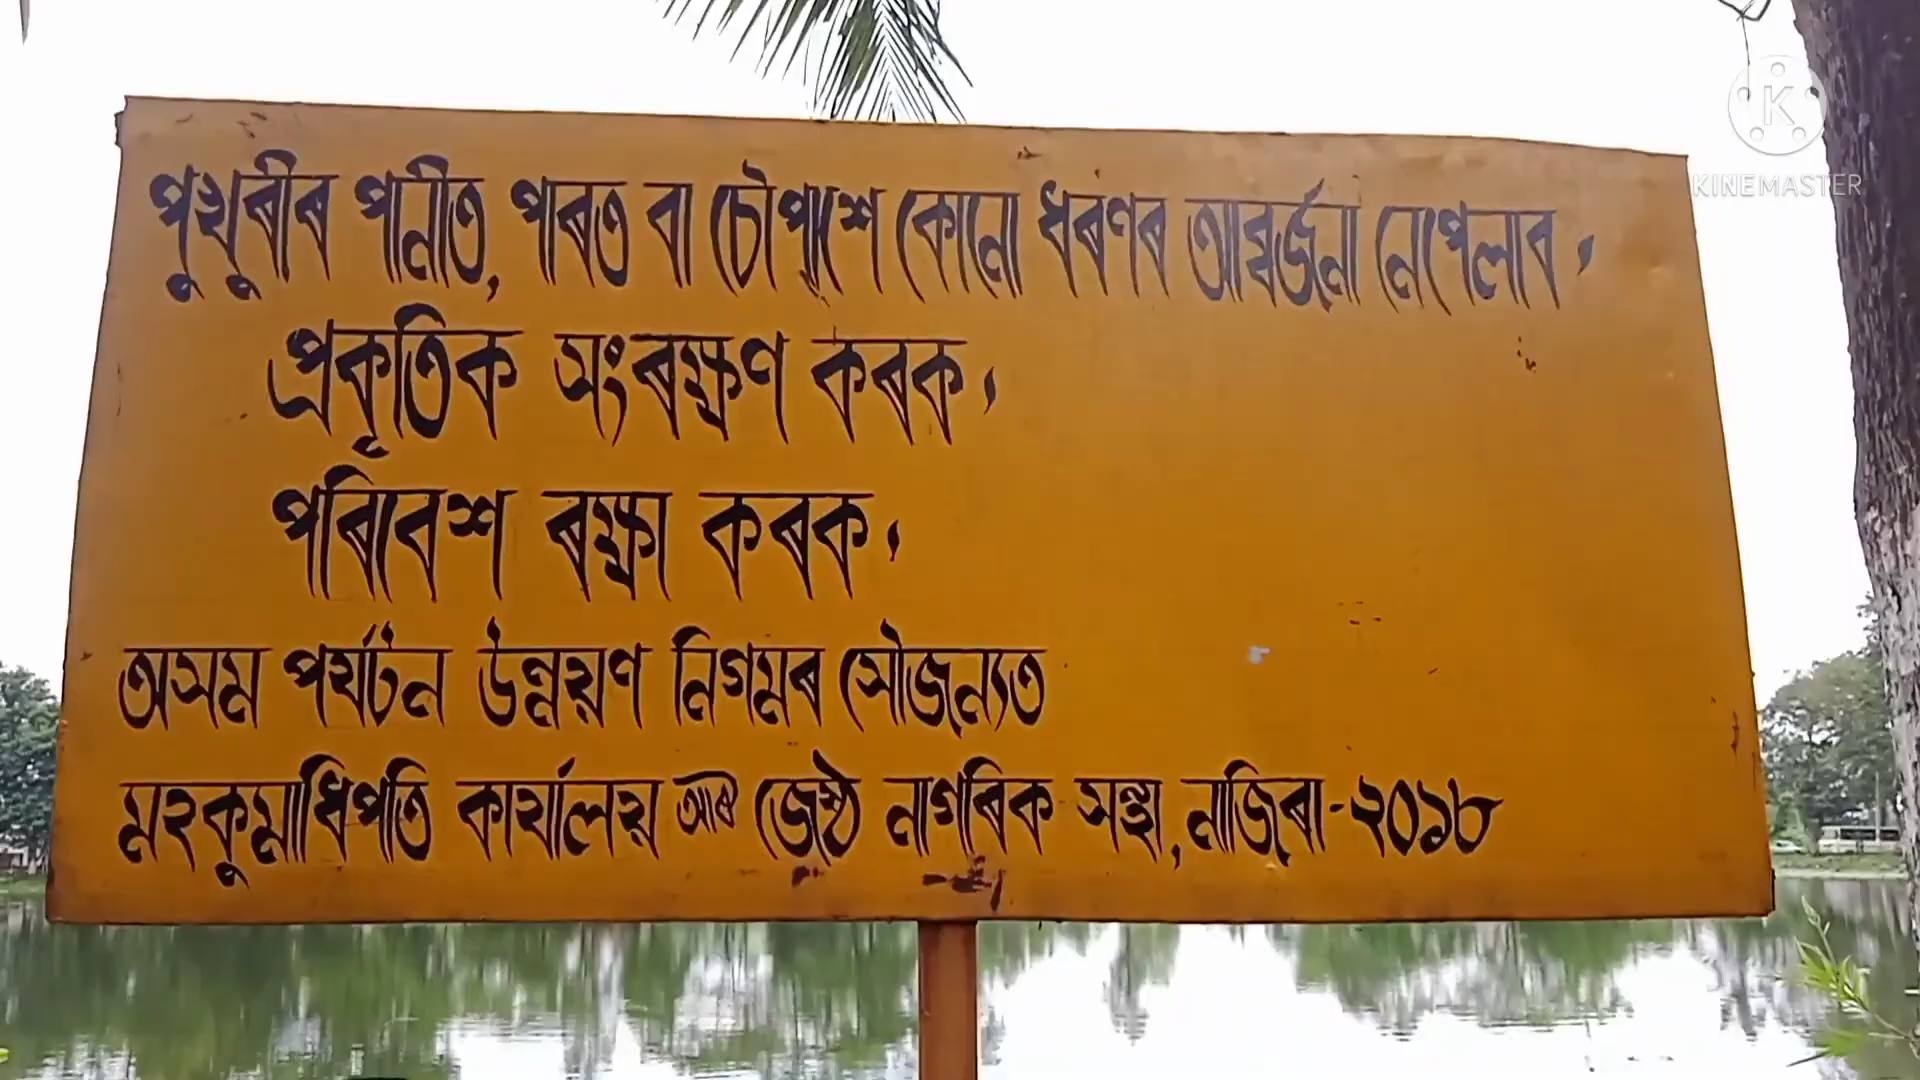 পুখুৰীৰ পানীত, পাৰত বা চৌপাশে কোনো ধৰণৰ আৱৰ্জনা নেপেলাব,
প্ৰকৃতিক সংৰক্ষণ কৰক,
পৰিবেশ ৰক্ষা কৰক,
অসম পৰ্যটন উন্নয়ণ নিগমৰ সৌজন্যত
মহকুমাধিপতি কাৰ্যালয় আৰু জেষ্ঠ নাগৰিক সন্থা, নাজিৰা-২০১৮
K
KINEMASTER